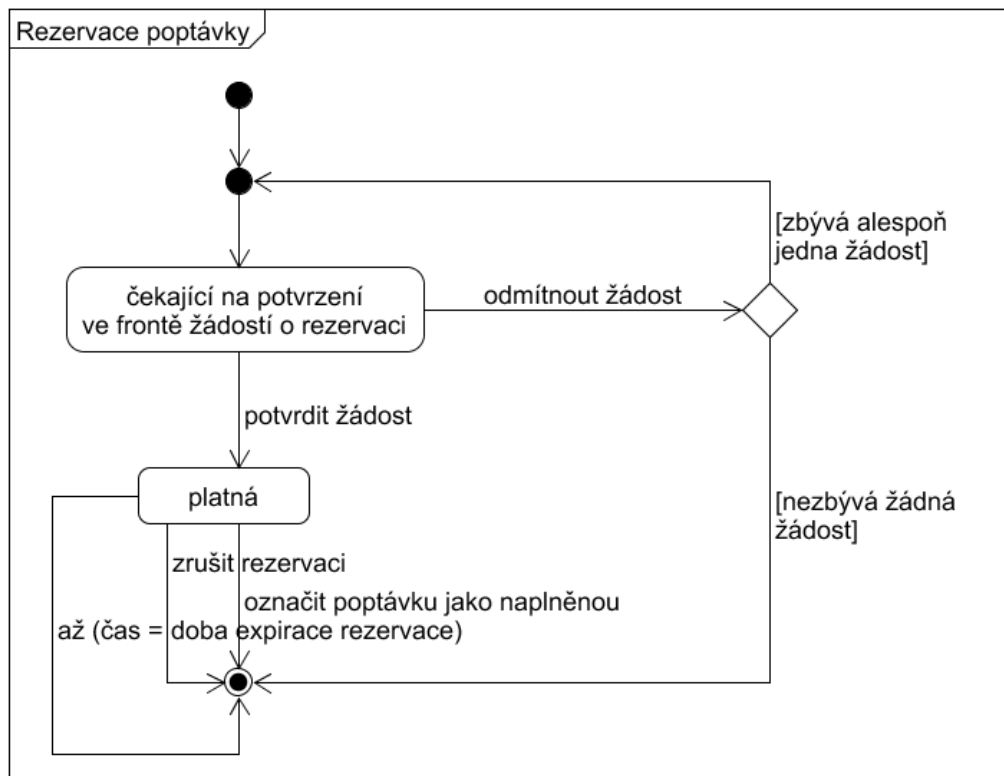 Rezervace poptávky
[zbývá alespoň
jedna žádost]
čekající na potvrzení
ve frontě žádostí o rezervaci
odmítnout žádost
potvrdit žádost
platná
[nezbývá žádná
žádost]
zrušit rezervaci
označit poptávku jako naplněnou
až (čas = doba expirace rezervace)